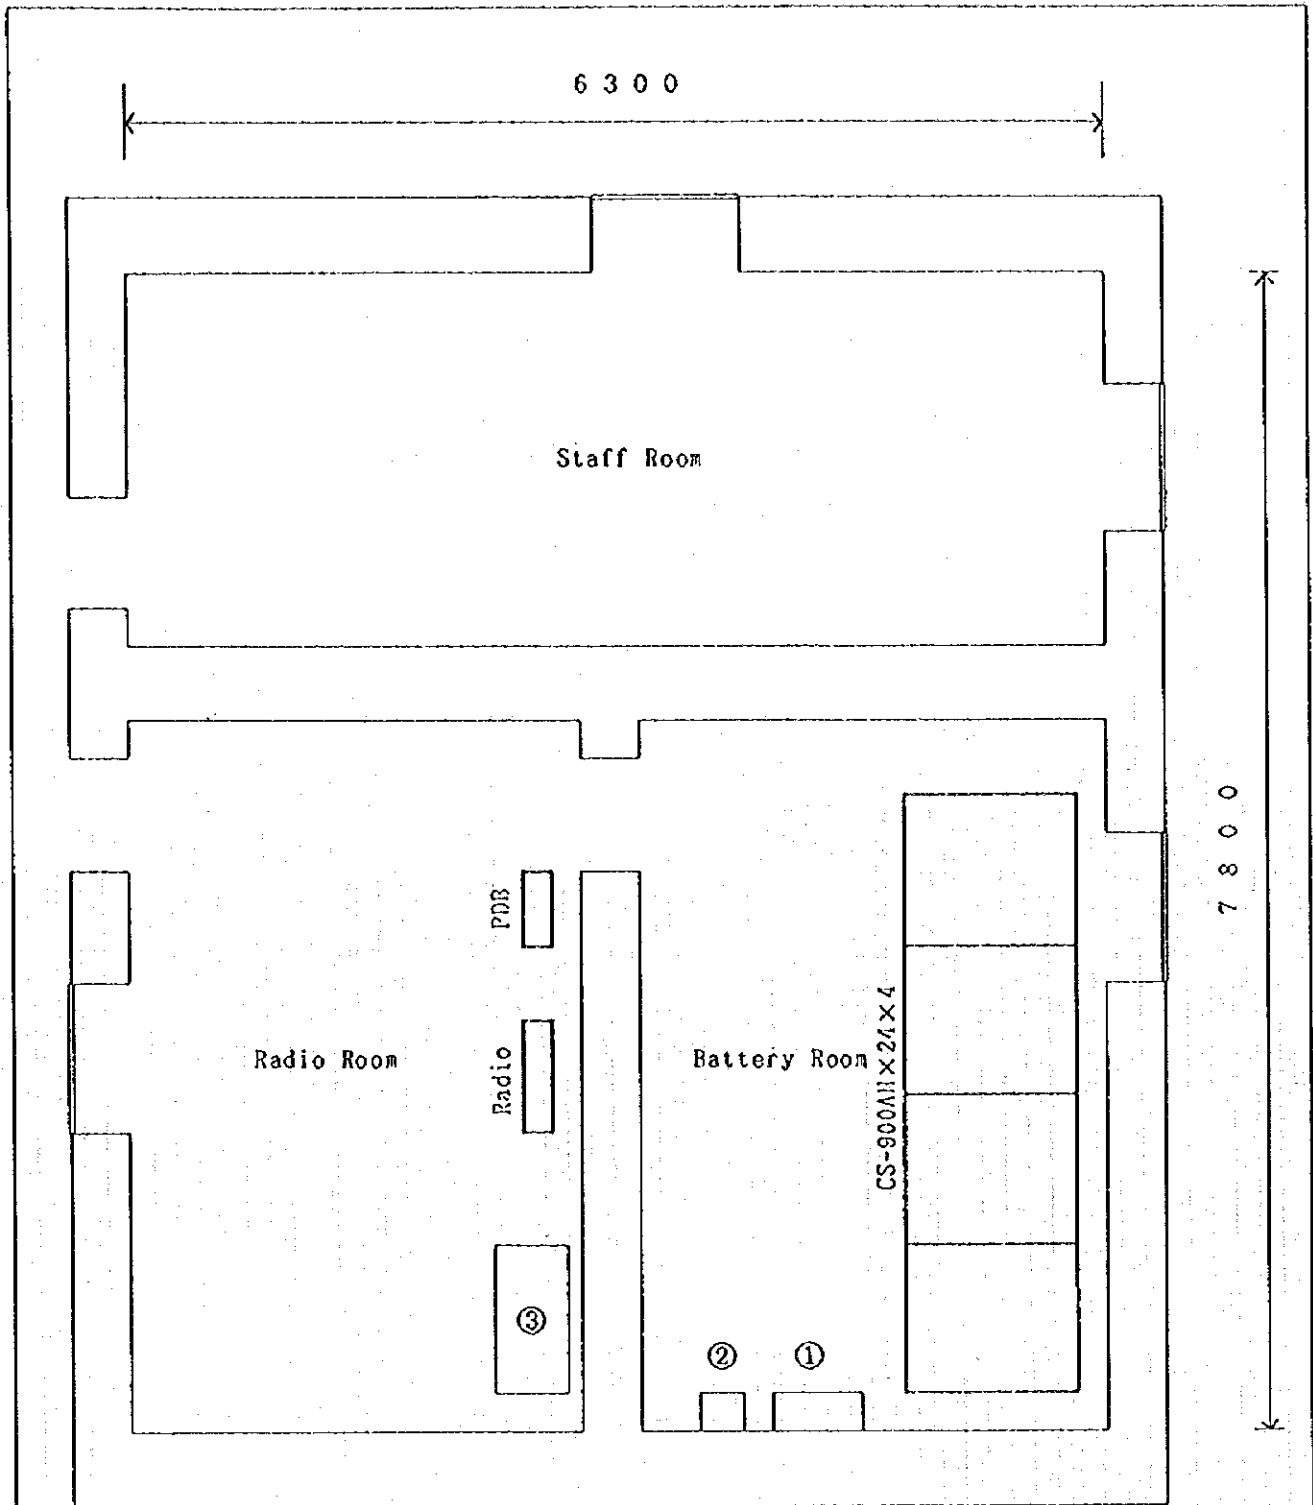 6300
Staff Room
7800
PDB
Radio Room
Radio
Battery Room
CS-900AH×24×4
③
②
①